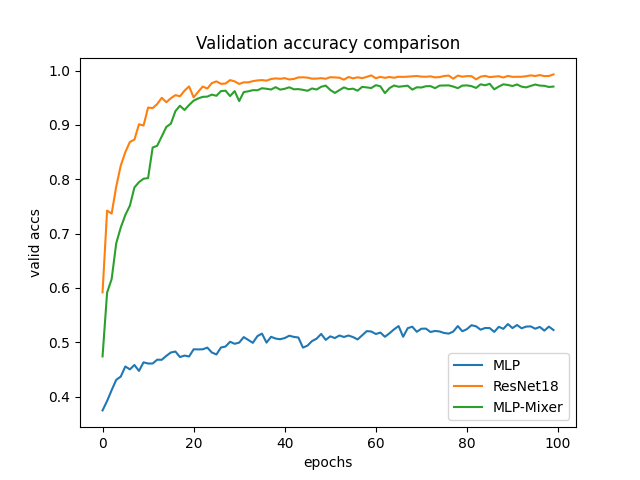 Validation accuracy comparison
valid accs
1.0
0.9
0.8
0.7
0.6
0.5
0.4
0 20 40 60 80 100
epochs
MLP
ResNet18
MLP-Mixer